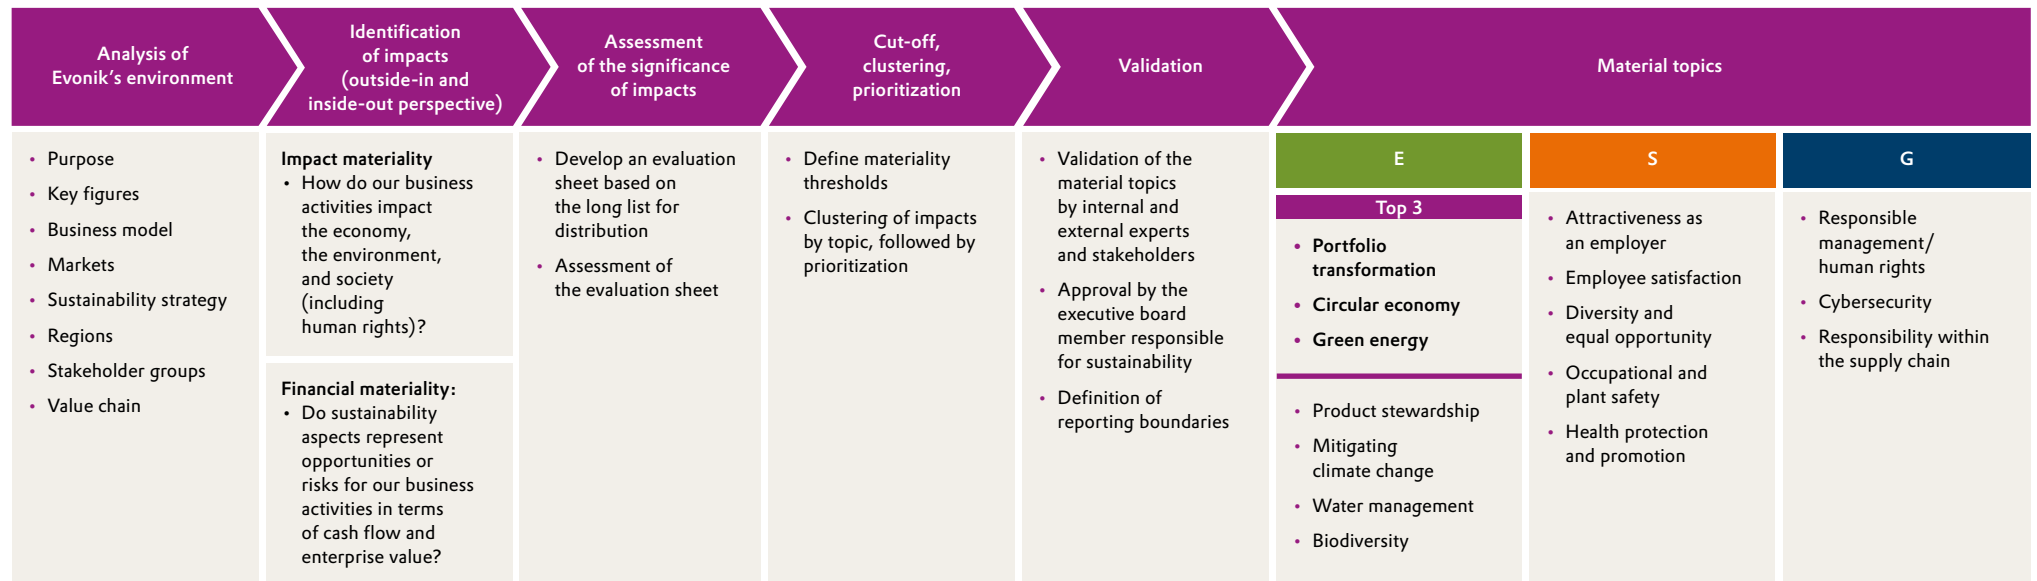 Analysis of
Evonik's environment
Identification
of impacts
(outside-in and
inside-out perspective)
Assessment
of the significance
of impacts
Cut-off,
clustering,
prioritization
Validation
Material topics
• Purpose
• Key figures
• Business model
• Markets
• Sustainability strategy
• Regions
• Stakeholder groups
• Value chain
Impact materiality
• How do our business
activities impact
the economy,
the environment,
and society
(including
human rights)?
Financial materiality:
• Do sustainability
aspects represent
opportunities or
risks for our business
activities in terms
of cash flow and
enterprise value?
• Develop an evaluation
sheet based on
the long list for
distribution
• Assessment of
the evaluation sheet
• Define materiality
thresholds
• Clustering of impacts
by topic, followed by
prioritization
• Validation of the
material topics
by internal and
external experts
and stakeholders
• Approval by the
executive board
member responsible
for sustainability
• Definition of
reporting boundaries
E
Top 3
• Portfolio
transformation
• Circular economy
• Green energy
• Product stewardship
• Mitigating
climate change
• Water management
• Biodiversity
S
• Attractiveness as
an employer
• Employee satisfaction
• Diversity and
equal opportunity
• Occupational and
plant safety
• Health protection
and promotion
G
• Responsible
management/
human rights
• Cybersecurity
• Responsibility within
the supply chain